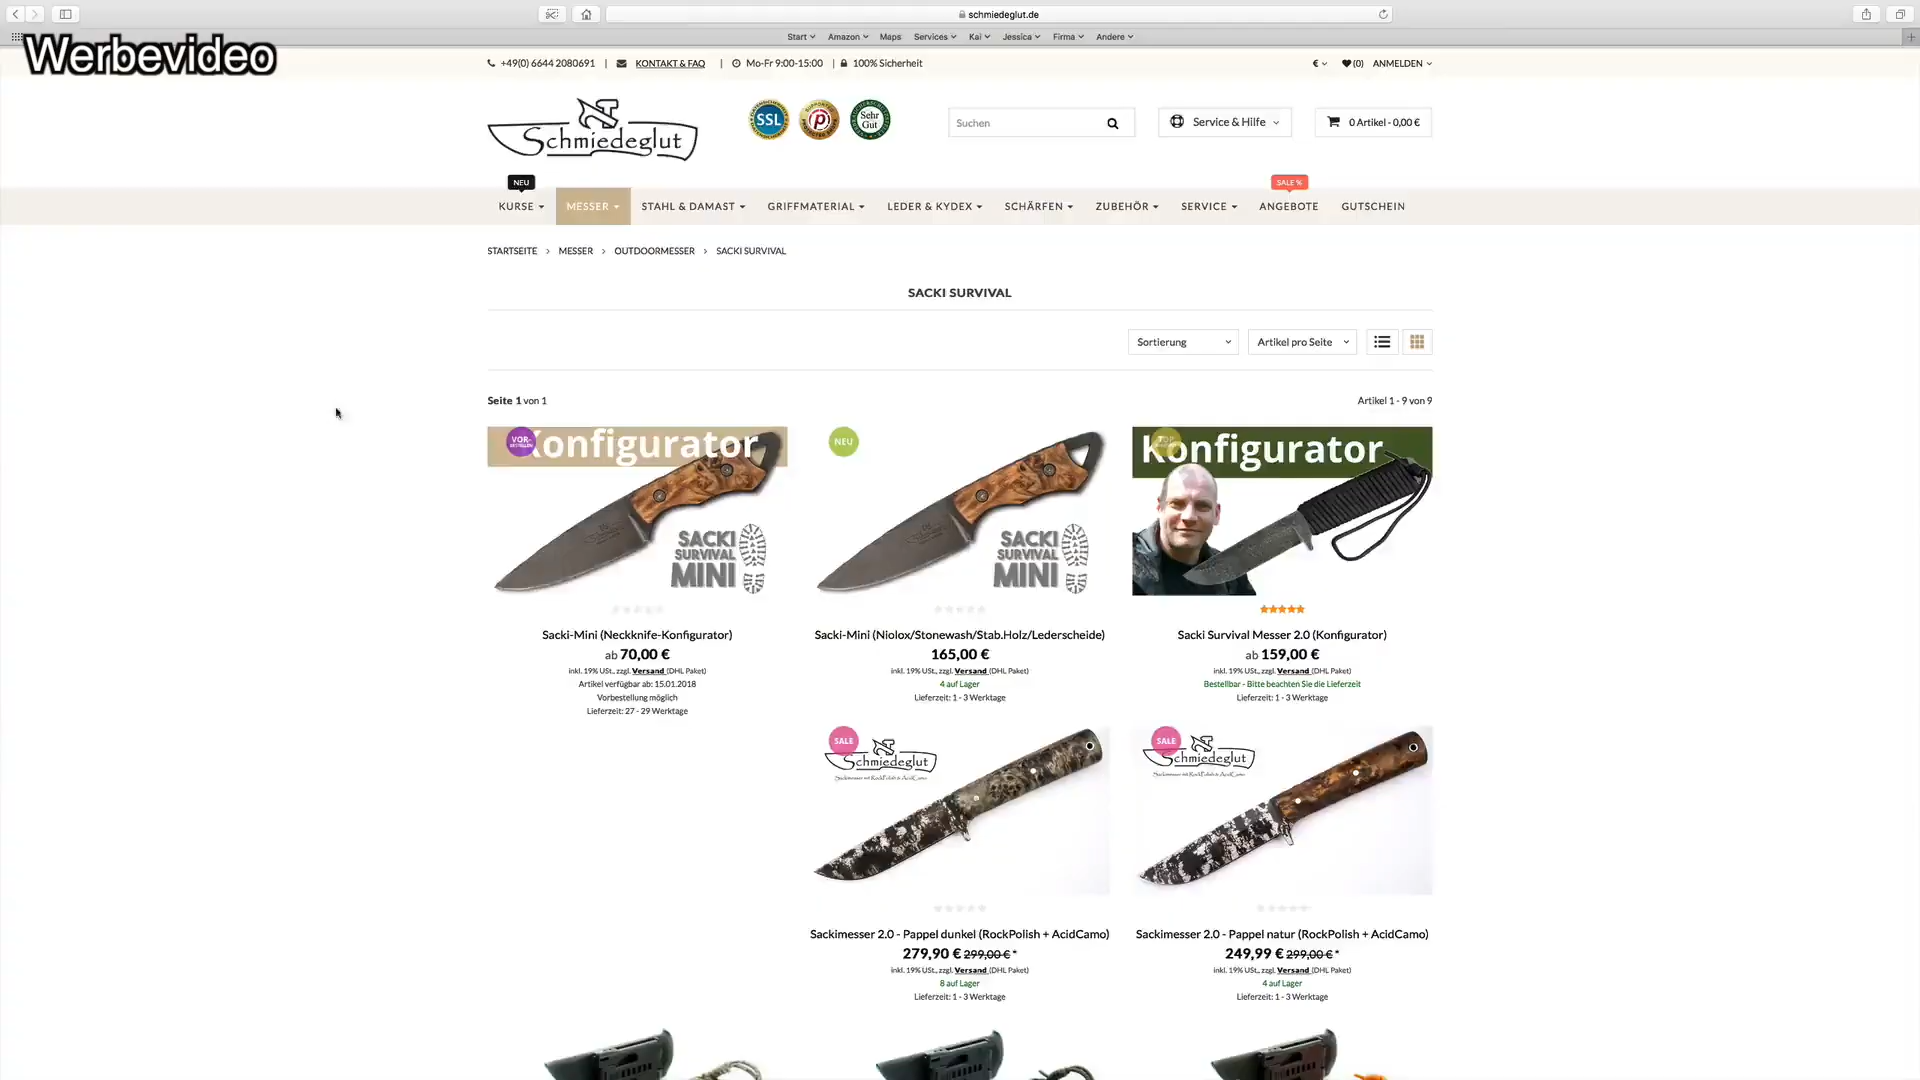 schmiedeglut.de
Start Amazon Maps Services Kai Jessica Firma Andere
Werbevideo
+49(0) 6644 2080691 | KONTAKT & FAQ | Mo-Fr 9:00-15:00 | 100% Sicherheit
€ (0) ANMELDEN
Schmiedeglut
SSL
Sehr Gut
Suchen
Service & Hilfe
0 Artikel - 0,00 €
NEU
SALE %
KURSE MESSER STAHL & DAMAST GRIFFMATERIAL LEDER & KYDEX SCHÄRFEN ZUBEHÖR SERVICE ANGEBOTE GUTSCHEIN
STARTSEITE > MESSER > OUTDOORMESSER > SACKI SURVIVAL
SACKI SURVIVAL
Sortierung
Artikel pro Seite
Seite 1 von 1
Artikel 1 - 9 von 9
VOR-
BESTELLEN
Konfigurator
SACKI
SURVIVAL
MINI
NEU
SACKI
SURVIVAL
MINI
TOP
Konfigurator
Sacki-Mini (Neckknife-Konfigurator)
ab 70,00 €
inkl. 19% USt., zzgl. Versand (DHL Paket)
Artikel verfügbar ab: 15.01.2018
Vorbestellung möglich
Lieferzeit: 27 - 29 Werktage
Sacki-Mini (Niolox/Stonewash/Stab.Holz/Lederscheide)
165,00 €
inkl. 19% USt., zzgl. Versand (DHL Paket)
4 auf Lager
Lieferzeit: 1 - 3 Werktage
Sacki Survival Messer 2.0 (Konfigurator)
ab 159,00 €
inkl. 19% USt., zzgl. Versand (DHL Paket)
Bestellbar - Bitte beachten Sie die Lieferzeit
Lieferzeit: 1 - 3 Werktage
SALE
Schmiedeglut
Sackimesser mit RockPolish & AcidCamo
SALE
Schmiedeglut
Sackimesser mit RockPolish & AcidCamo
Sackimesser 2.0 - Pappel dunkel (RockPolish + AcidCamo)
279,90 € 299,00 € *
inkl. 19% USt., zzgl. Versand (DHL Paket)
8 auf Lager
Lieferzeit: 1 - 3 Werktage
Sackimesser 2.0 - Pappel natur (RockPolish + AcidCamo)
249,99 € 299,00 € *
inkl. 19% USt., zzgl. Versand (DHL Paket)
4 auf Lager
Lieferzeit: 1 - 3 Werktage